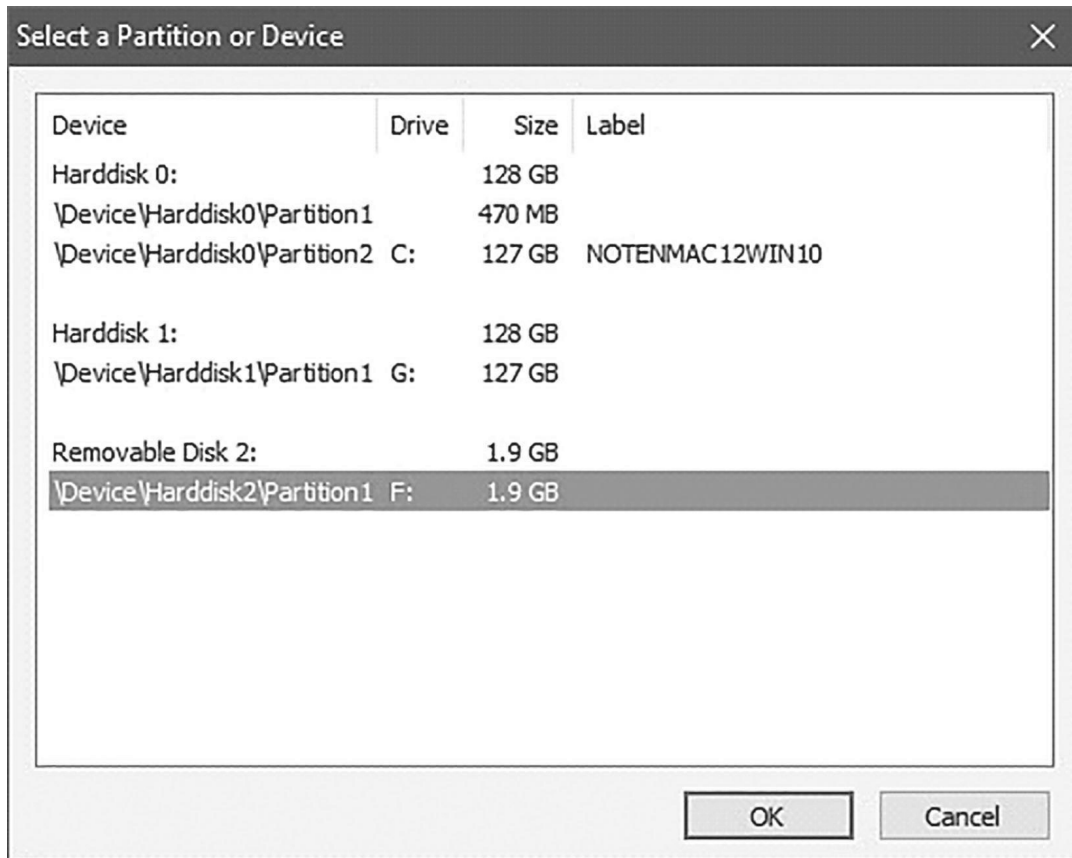 Select a Partition or Device
Device Drive Size Label
Harddisk 0: 128 GB
\Device\Harddisk0\Partition1 470 MB
\Device\Harddisk0\Partition2 C: 127 GB NOTENMAC12WIN10
Harddisk 1: 128 GB
\Device\Harddisk1\Partition1 G: 127 GB
Removable Disk 2: 1.9 GB
\Device\Harddisk2\Partition1 F: 1.9 GB
OK Cancel